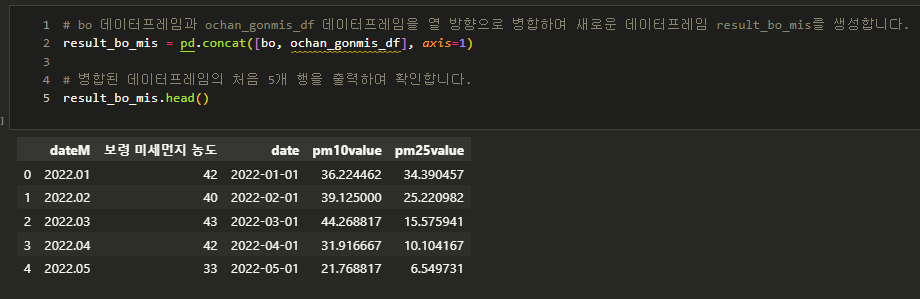 1 # bo 데이터프레임과 ochan_gonmis_df 데이터프레임을 열 방향으로 병합하여 새로운 데이터프레임 result_bo_mis를 생성합니다.
2 result_bo_mis = pd.concat([bo, ochan_gonmis_df], axis=1)
3
4 # 병합된 데이터프레임의 처음 5개 행을 출력하여 확인합니다.
5 result_bo_mis.head()
]
dateM 보령 미세먼지 농도 date pm10value pm25value
0 2022.01 42 2022-01-01 36.224462 34.390457
1 2022.02 40 2022-02-01 39.125000 25.220982
2 2022.03 43 2022-03-01 44.268817 15.575941
3 2022.04 42 2022-04-01 31.916667 10.104167
4 2022.05 33 2022-05-01 21.768817 6.549731